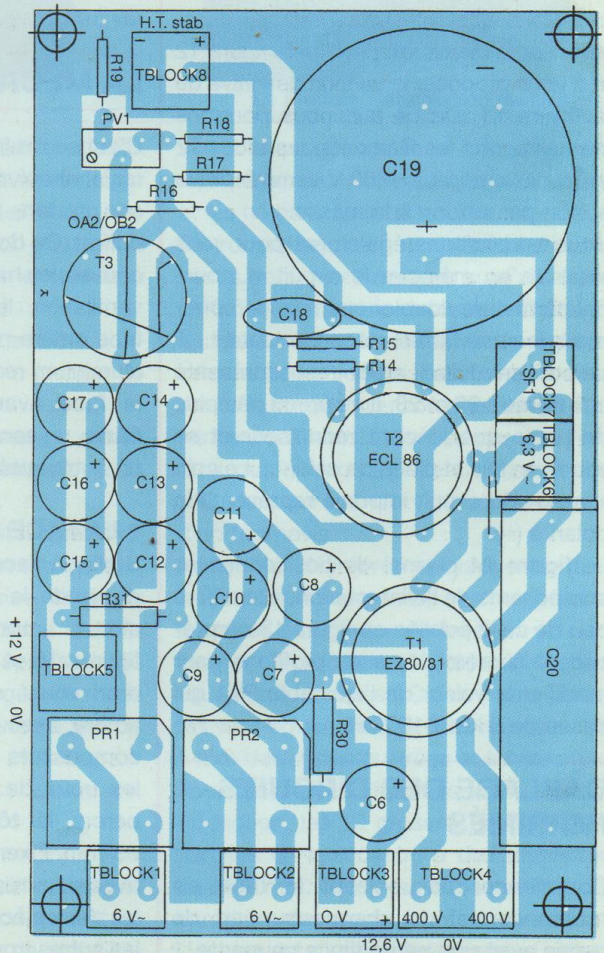 H.T. stab
- +
TBLOCK8
R19
PV1
R18
R17
R16
OA2/OB2
T3
K
C19
-
+
C18
R15
R14
TBLOCK7
SF1
TBLOCK6
6,3 V ~
C17 +
C14 +
T2
ECL 86
C16 +
C13 +
C11
+
C15 +
C12 +
C10
+
C8 +
R31
T1
EZ80/81
C20
+12 V 0V
TBLOCK5
C9 +
C7 +
PR1
PR2
R30
C6
+
TBLOCK1
6 V~
TBLOCK2
6 V~
TBLOCK3
0 V +
12,6 V
TBLOCK4
400 V 400 V
0V